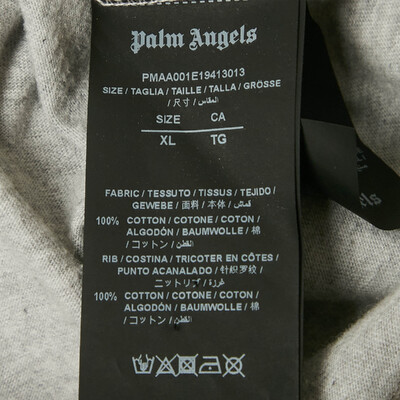 Palm Angels
PMAA001E19413013
SIZE / TAGLIA / TAILLE / TALLA / GRÖSSE
/ 尺寸 / المقاس /
SIZE CA
XL TG
FABRIC / TESSUTO / TISSUS / TEJIDO /
GEWEBE / 面料 / 本体 / قماش /
100% COTTON / COTONE / COTON /
ALGODÓN / BAUMWOLLE / 棉
/ コットン / القطن /
RIB / COSTINA / TRICOTER EN CÔTES /
PUNTO ACANALADO / 针织罗纹 /
ニットリブ / غرزة /
100% COTTON / COTONE / COTON /
ALGODÓN / BAUMWOLLE / 棉
/ コットン / القطن /
Angels